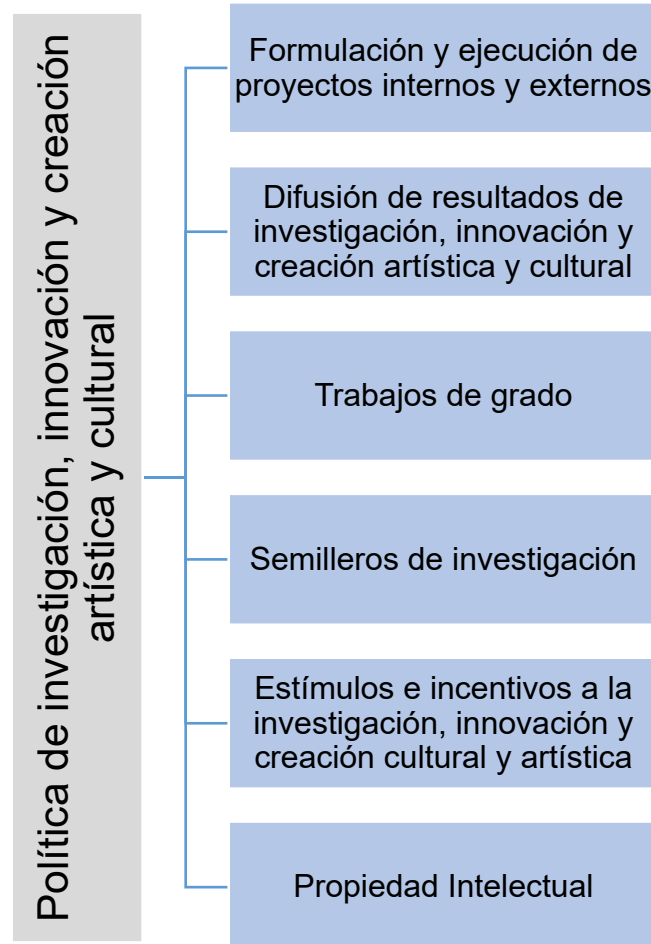 Política de investigación, innovación y creación
artística y cultural
Formulación y ejecución de
proyectos internos y externos
Difusión de resultados de
investigación, innovación y
creación artística y cultural
Trabajos de grado
Semilleros de investigación
Estímulos e incentivos a la
investigación, innovación y
creación cultural y artística
Propiedad Intelectual